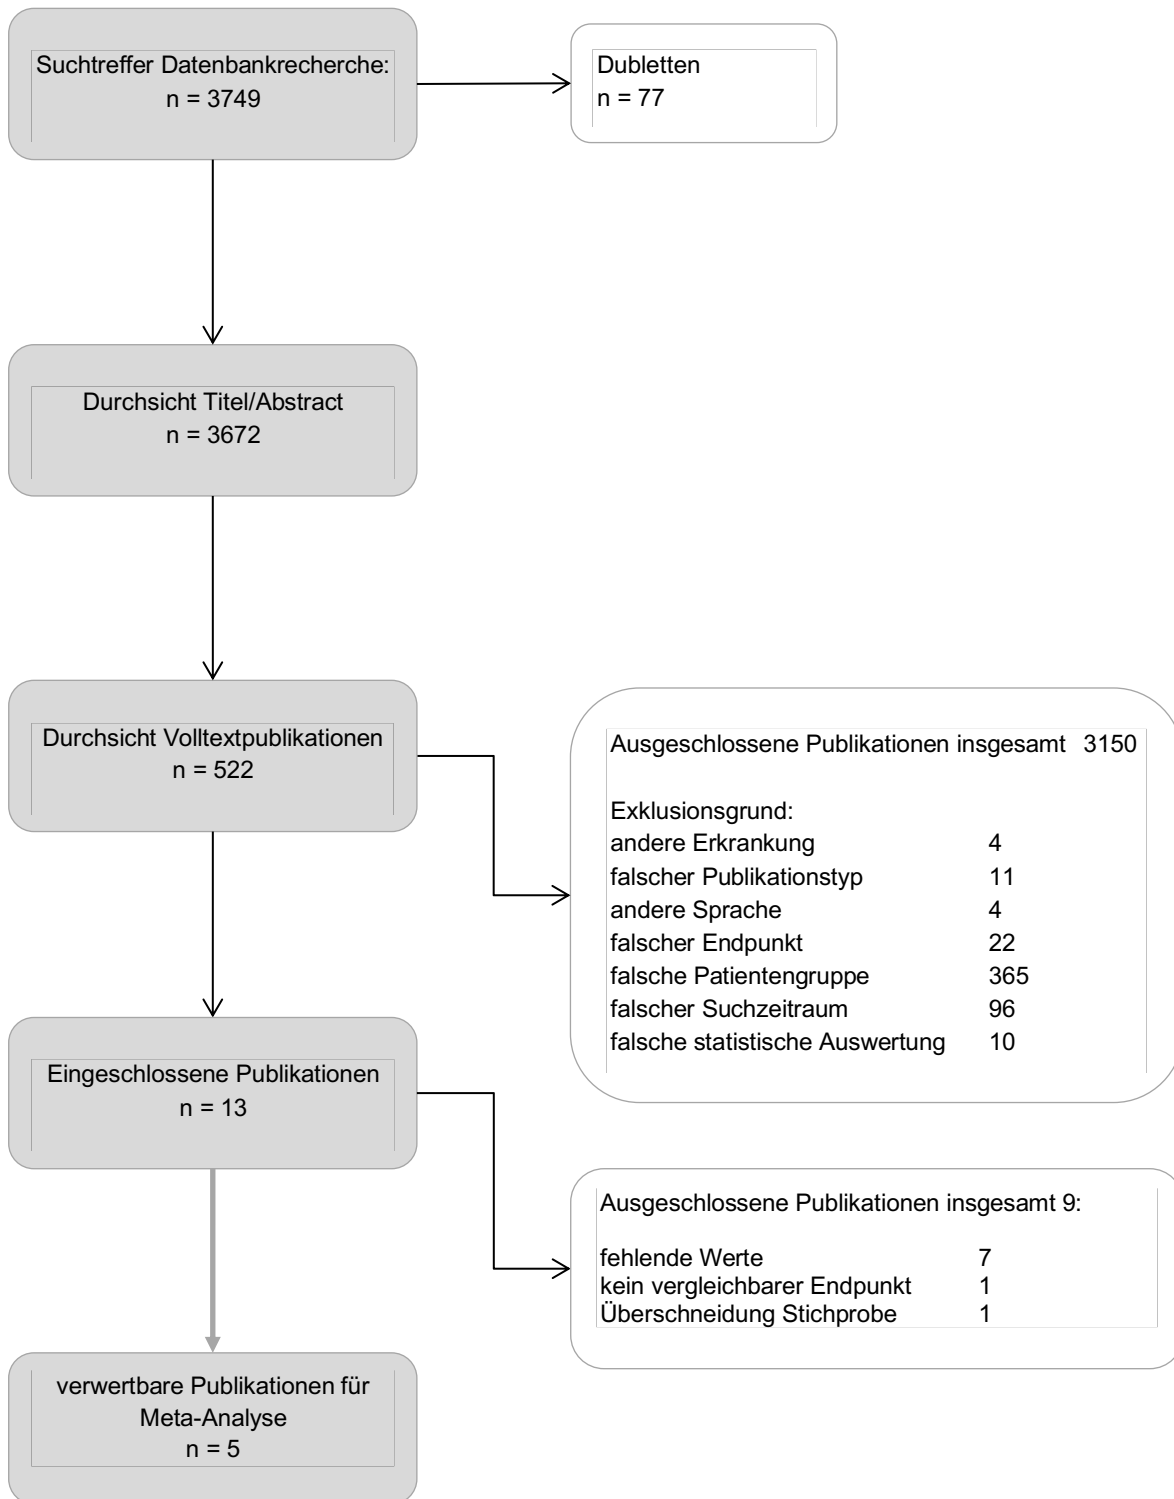 Suchtreffer Datenbankrecherche:
n = 3749
Dubletten
n = 77
Durchsicht Titel/Abstract
n = 3672
Durchsicht Volltextpublikationen
n = 522
Ausgeschlossene Publikationen insgesamt 3150
Exklusionsgrund:
andere Erkrankung 4
falscher Publikationstyp 11
andere Sprache 4
falscher Endpunkt 22
falsche Patientengruppe 365
falscher Suchzeitraum 96
falsche statistische Auswertung 10
Eingeschlossene Publikationen
n = 13
Ausgeschlossene Publikationen insgesamt 9:
fehlende Werte 7
kein vergleichbarer Endpunkt 1
Überschneidung Stichprobe 1
verwertbare Publikationen für
Meta-Analyse
n = 5